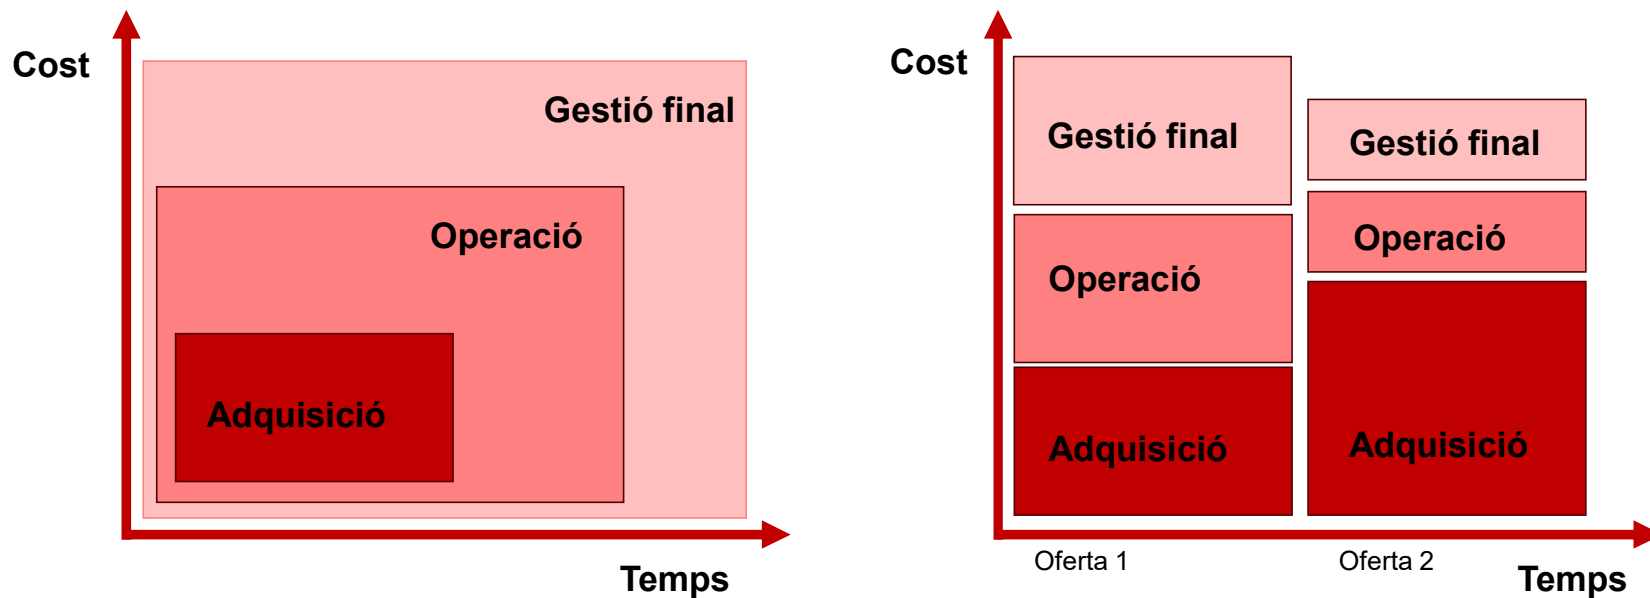 Cost
Gestió final
Operació
Adquisició
Temps
Cost
Gestió final
Operació
Adquisició
Oferta 1
Gestió final
Operació
Adquisició
Oferta 2
Temps